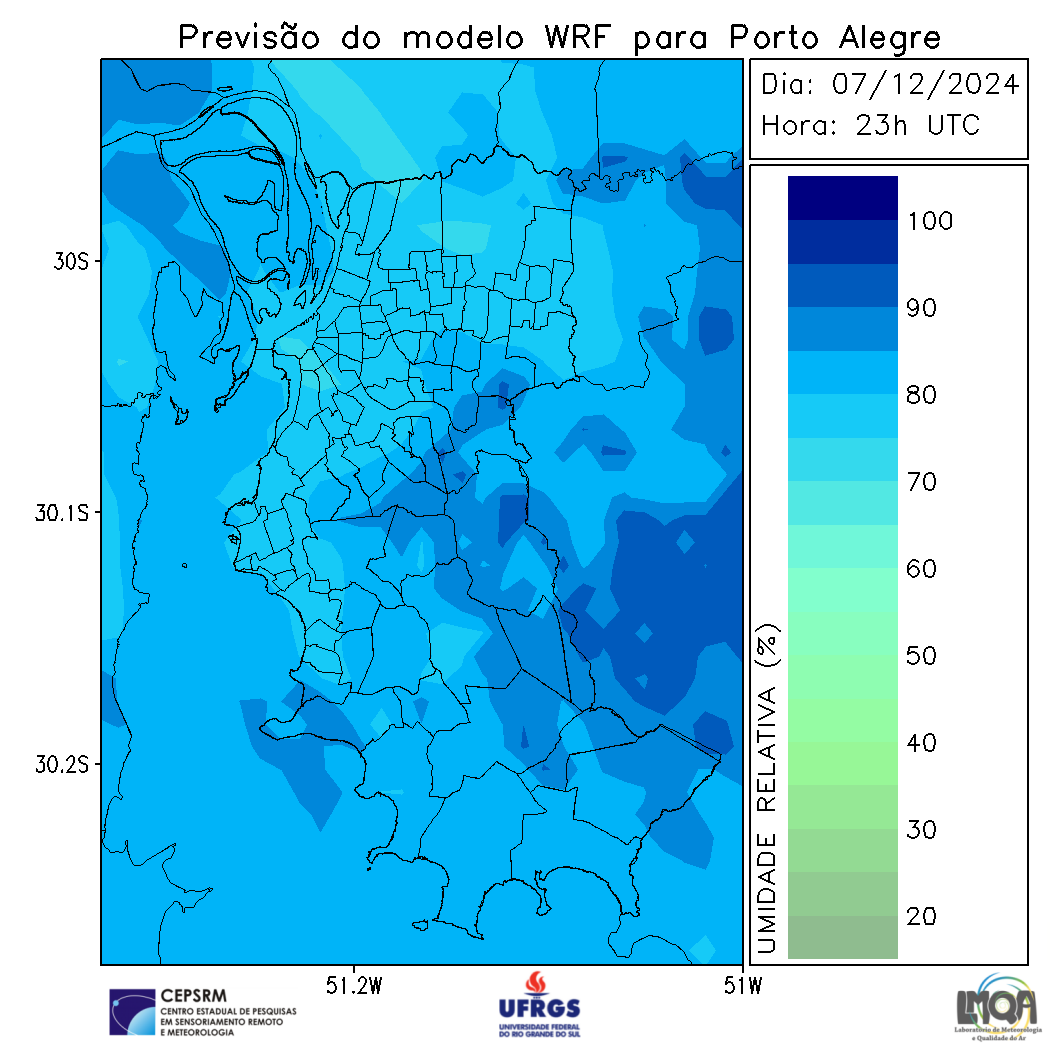 Previsão do modelo WRF para Porto Alegre
Dia: 07/12/2024
Hora: 23h UTC
30S
30.1S
30.2S
51.2W
51W
UMIDADE RELATIVA (%)
100
90
80
70
60
50
40
30
20
CEPSRM
CENTRO ESTADUAL DE PESQUISAS
EM SENSORIAMENTO REMOTO
E METEOROLOGIA
UFRGS
UNIVERSIDADE FEDERAL
DO RIO GRANDE DO SUL
LMQA
Laboratório de Meteorologia
e Qualidade do Ar